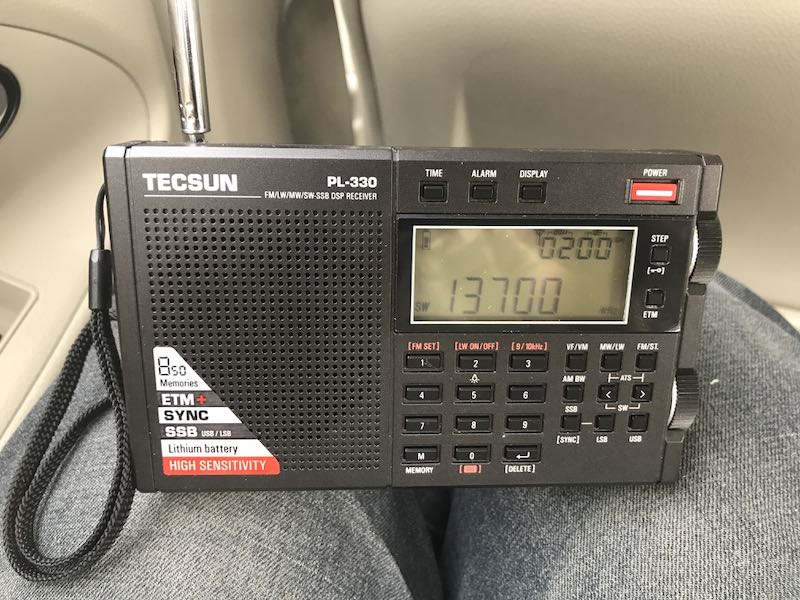 TECSUN
PL-330
FM/LW/MW/SW-SSB DSP RECEIVER
TIME
ALARM
DISPLAY
POWER
0200
SW
13700
kHz
STEP
ETM
[FM SET]
[LW ON/OFF]
[9/10kHz]
VF/VM
MW/LW
FM/ST.
1
2
3
AM BW
ATS
4
5
6
<
>
SSB
SW
7
8
9
[SYNC]
LSB
USB
M
0
MEMORY
[DELETE]
850
Memories
ETM+
SYNC
SSB USB / LSB
Lithium battery
HIGH SENSITIVITY